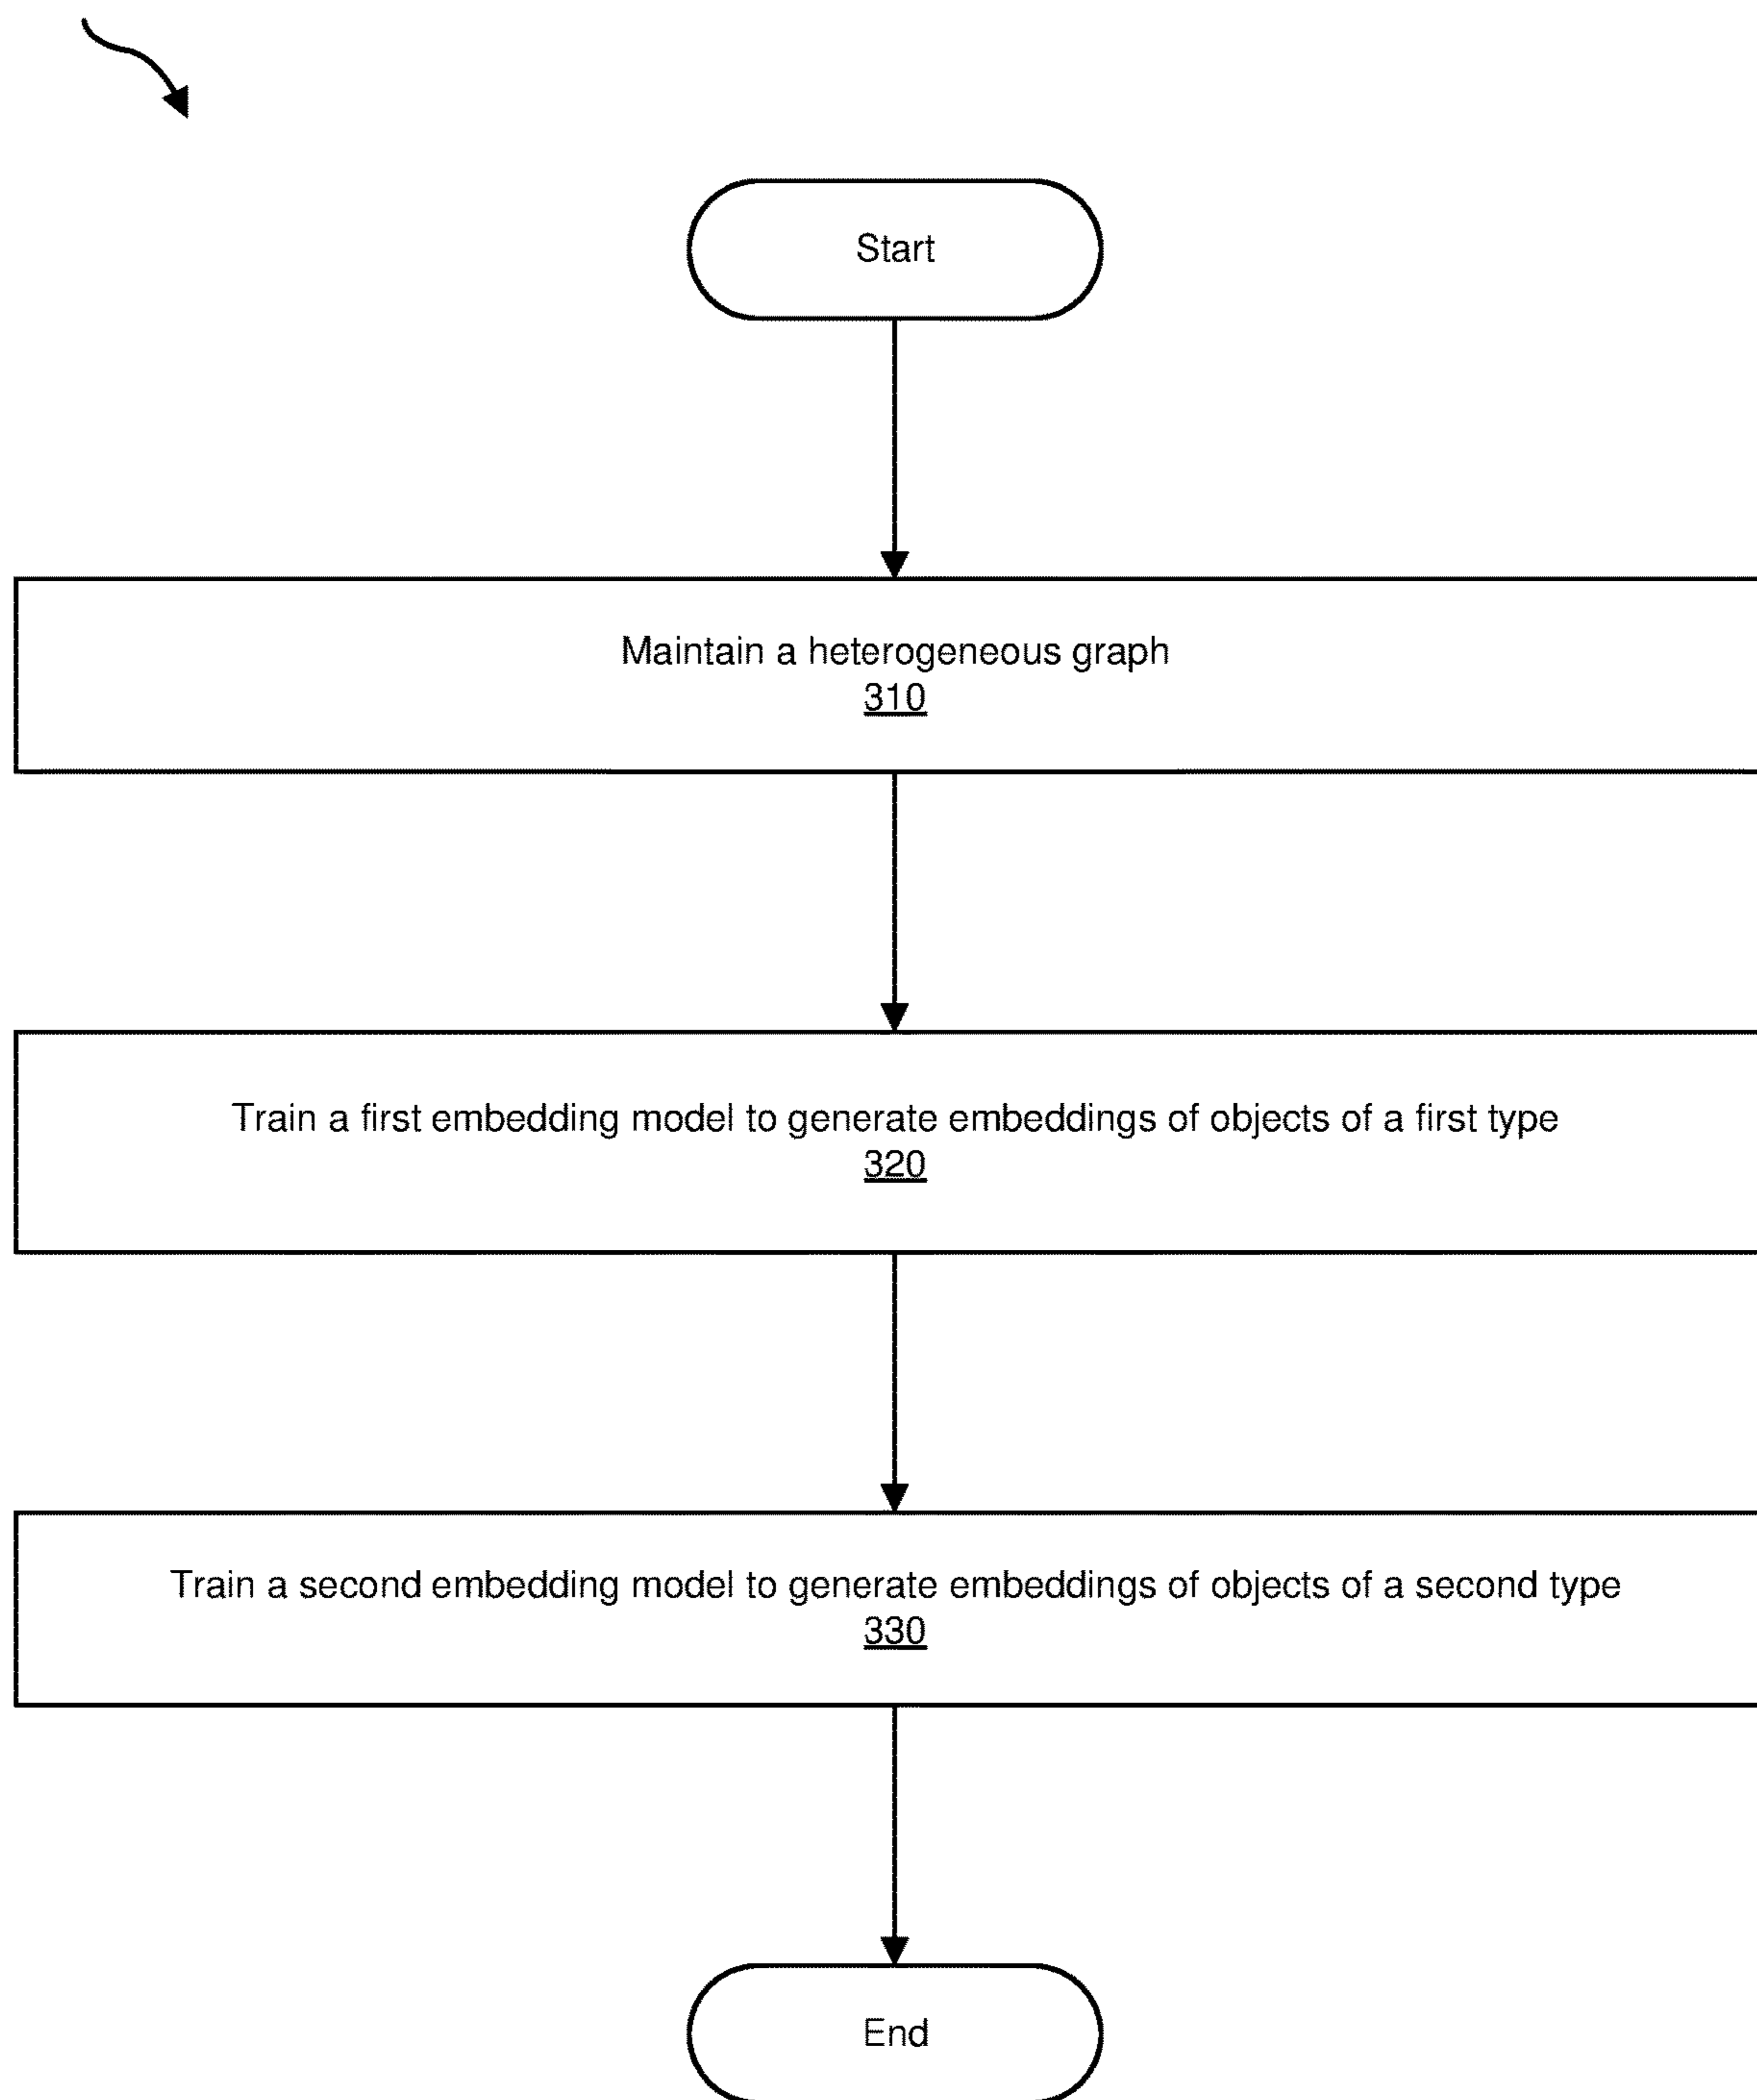 Start
Maintain a heterogeneous graph
310
Train a first embedding model to generate embeddings of objects of a first type
320
Train a second embedding model to generate embeddings of objects of a second type
330
End